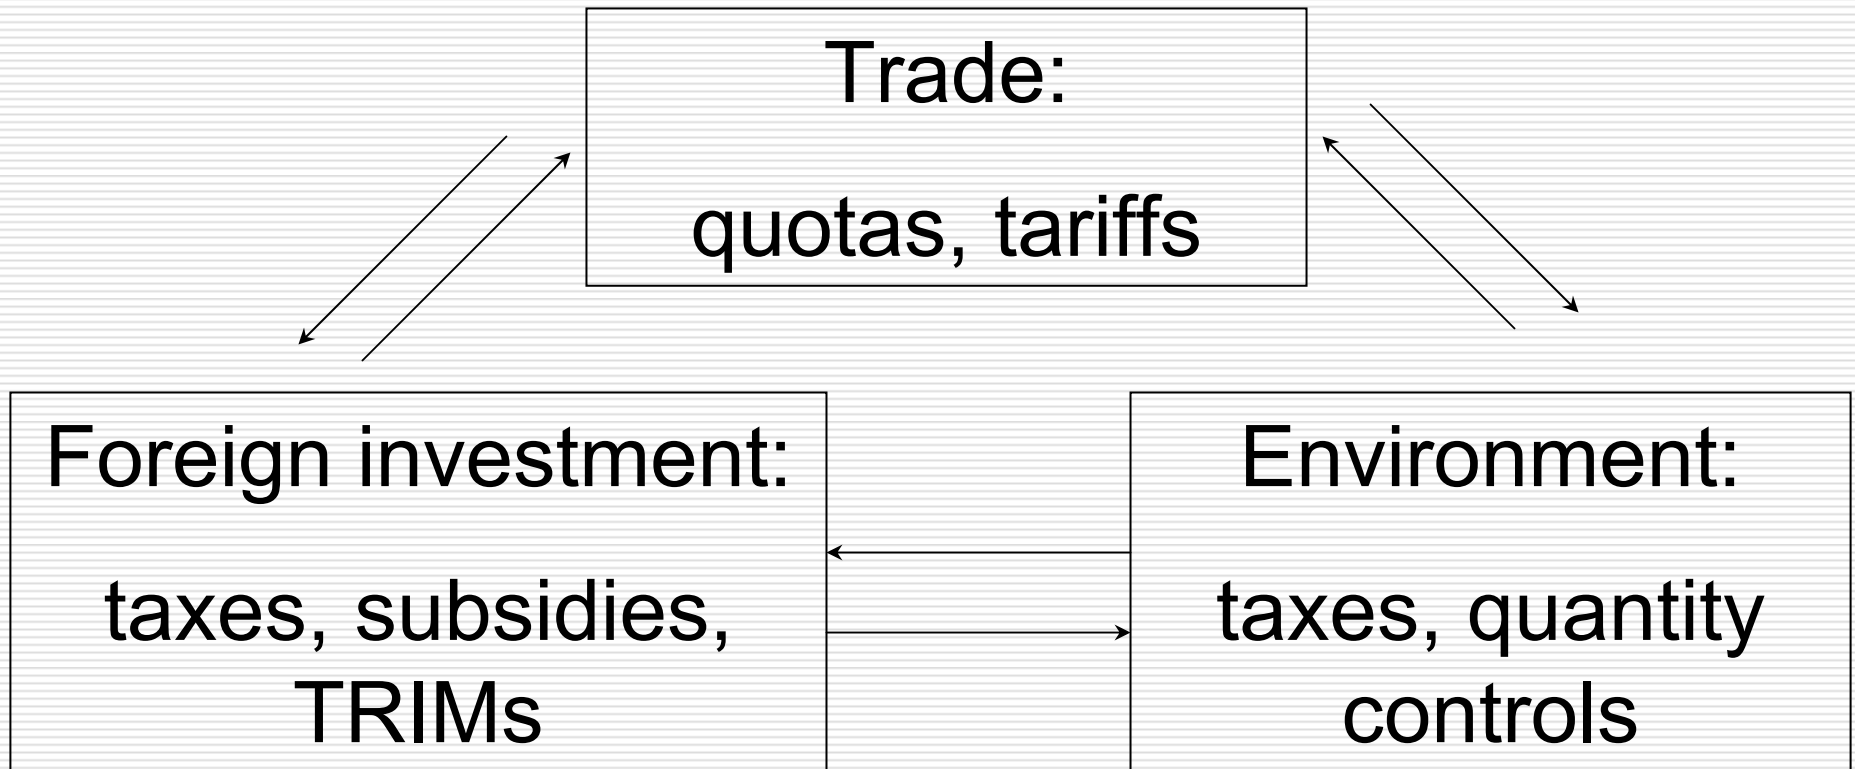 Trade:
quotas, tariffs
Foreign investment:
taxes, subsidies,
TRIMs
Environment:
taxes, quantity
controls